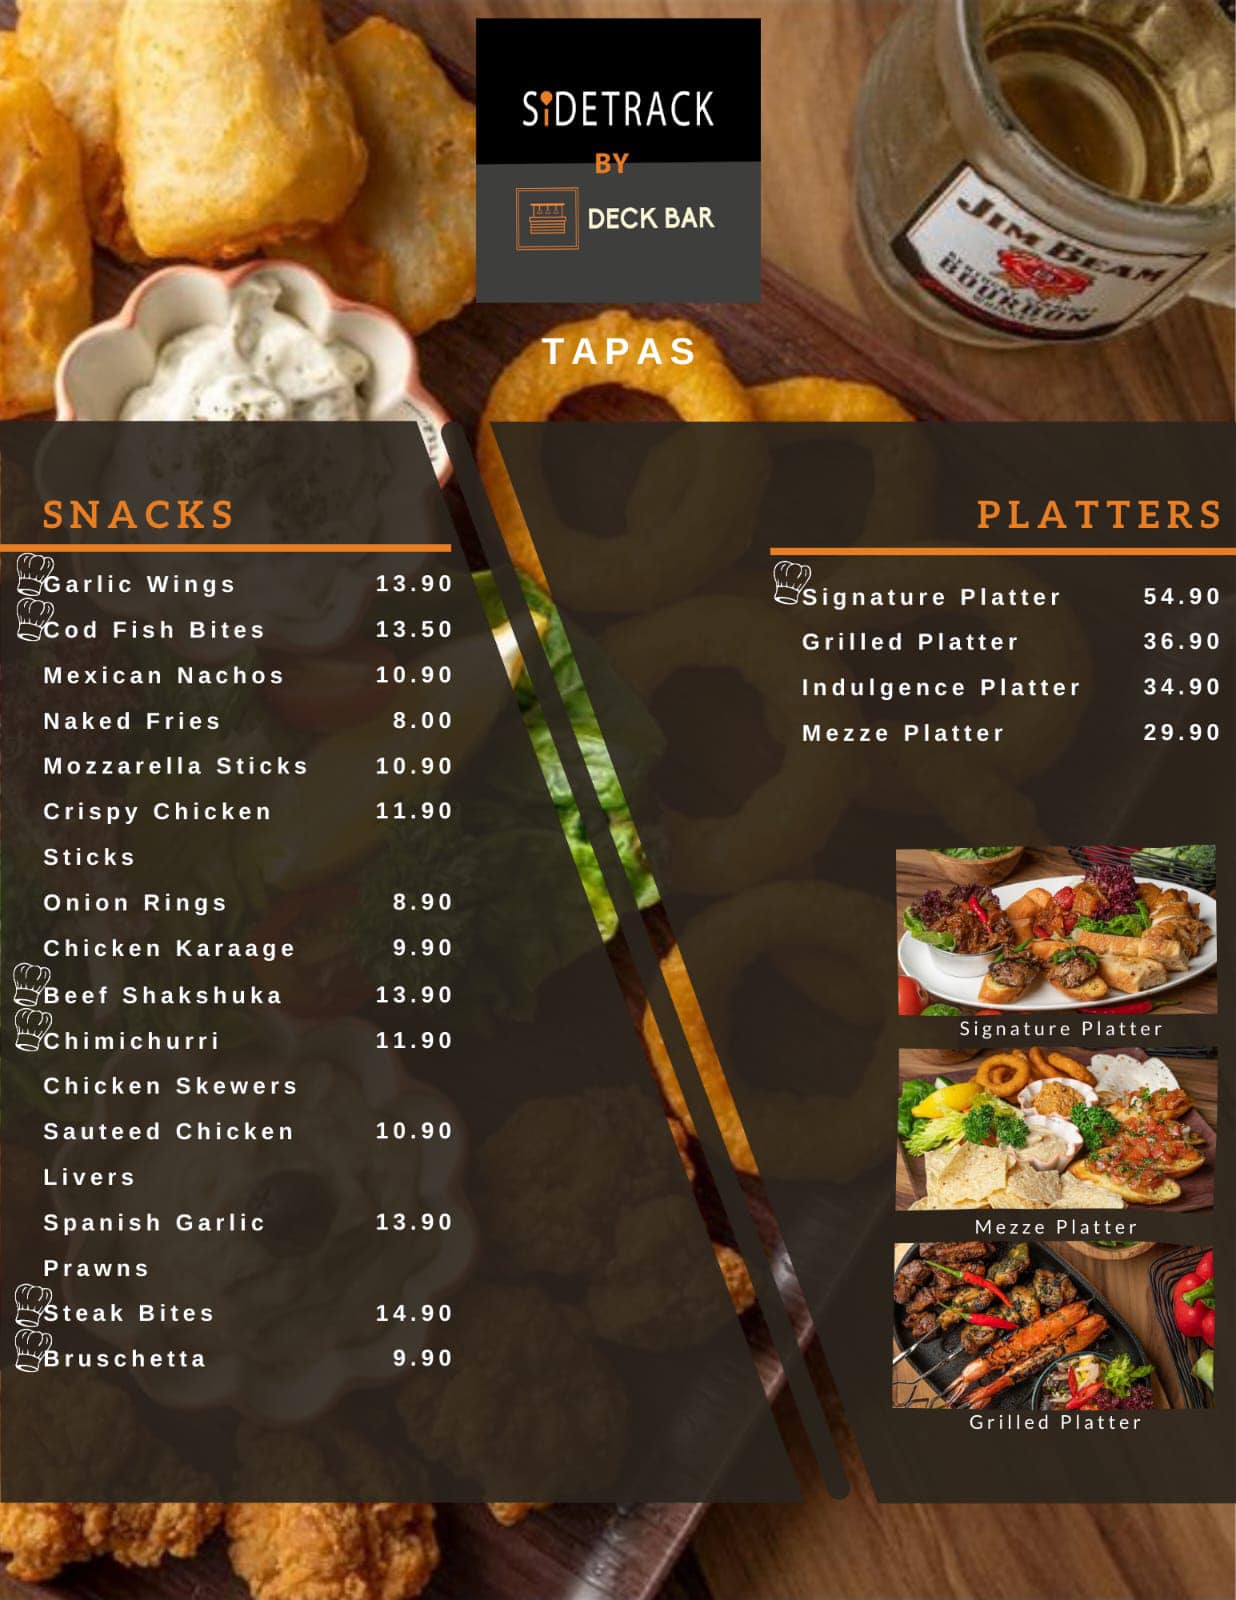 SiDETRACK
BY
DECK BAR
JIM BEAM
BOURBON
TAPAS
SNACKS
Garlic Wings 13.90
Cod Fish Bites 13.50
Mexican Nachos 10.90
Naked Fries 8.00
Mozzarella Sticks 10.90
Crispy Chicken 11.90
Sticks
Onion Rings 8.90
Chicken Karaage 9.90
Beef Shakshuka 13.90
Chimichurri 11.90
Chicken Skewers
Sauteed Chicken 10.90
Livers
Spanish Garlic 13.90
Prawns
Steak Bites 14.90
Bruschetta 9.90
PLATTERS
Signature Platter 54.90
Grilled Platter 36.90
Indulgence Platter 34.90
Mezze Platter 29.90
Signature Platter
Mezze Platter
Grilled Platter